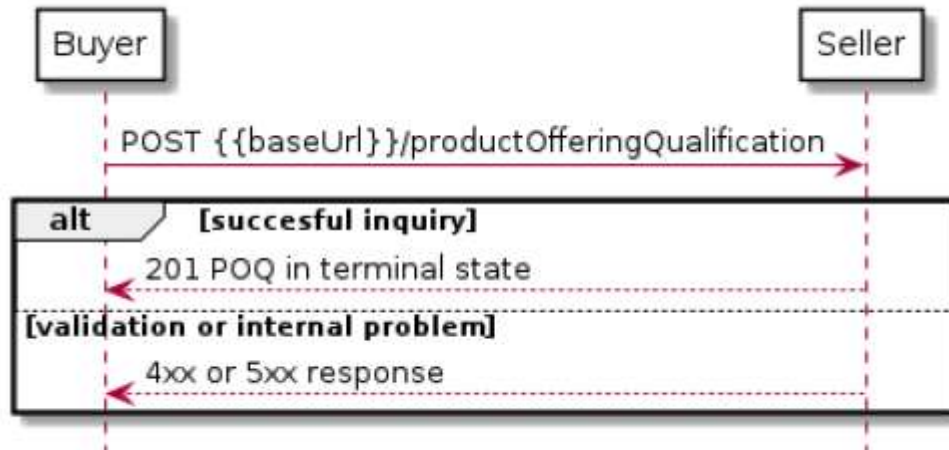 Buyer
Seller
POST {{baseUrl}}/productOfferingQualification
alt
[succesful inquiry]
201 POQ in terminal state
[validation or internal problem]
4xx or 5xx response